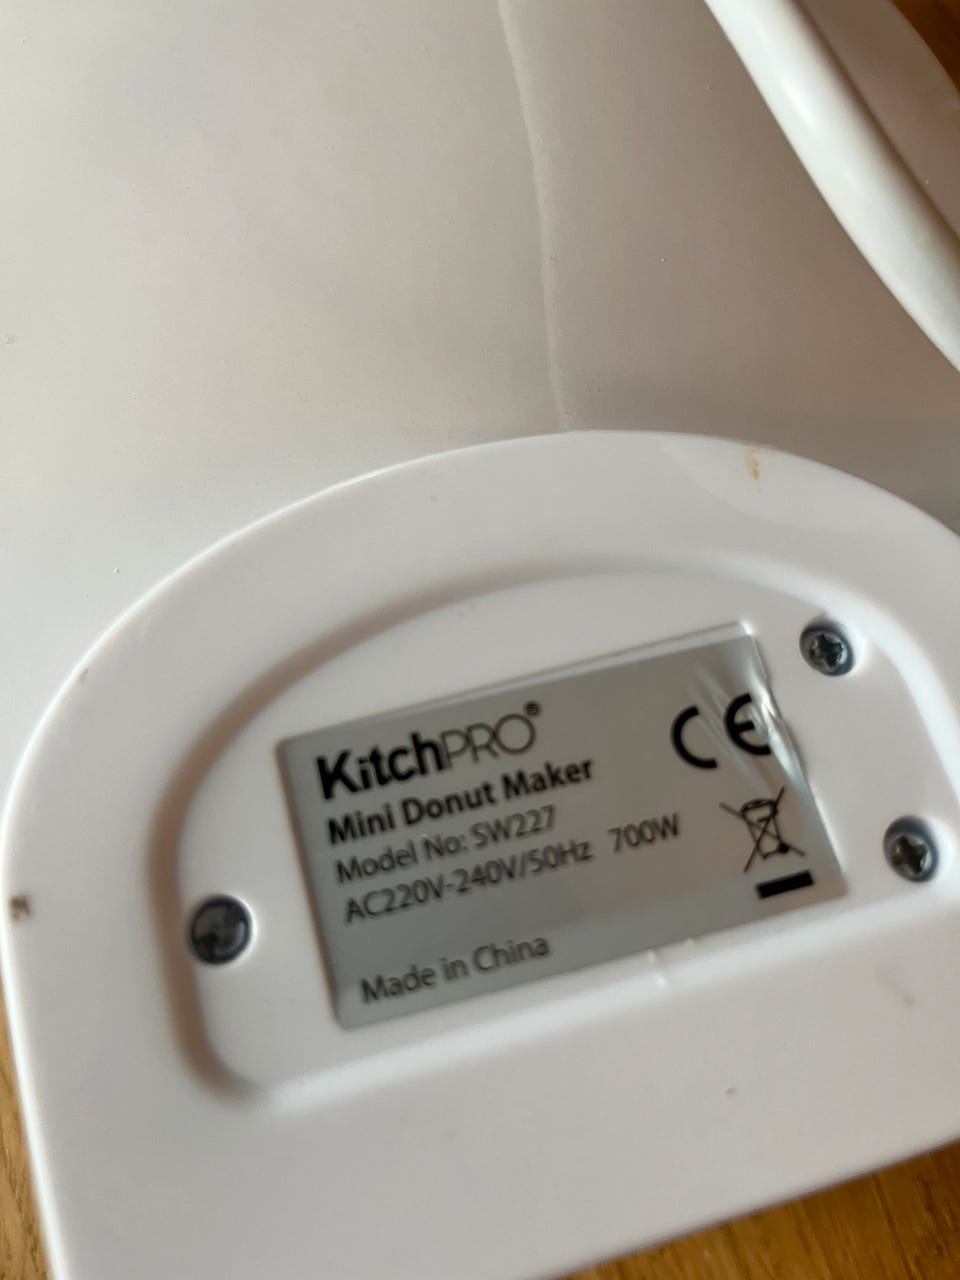 KitchPRO®
Mini Donut Maker
Model No: SW227
AC220V-240V/50Hz 700W
CE
Made in China